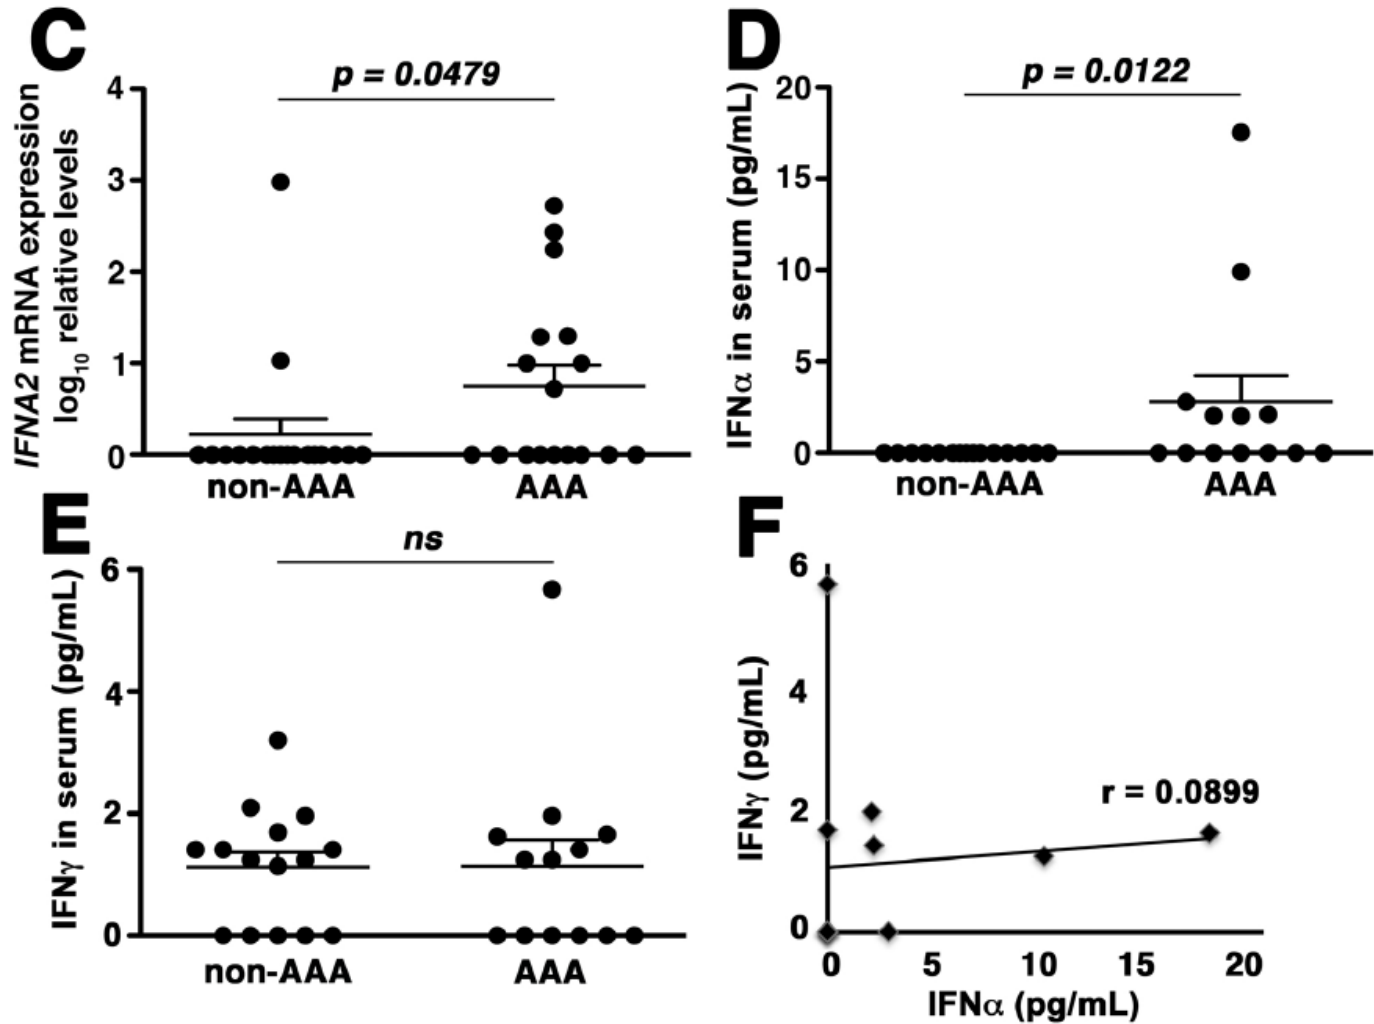 C
p = 0.0479
IFNA2 mRNA expression
log10 relative levels
4
3
2
1
0
non-AAA
AAA
D
p = 0.0122
IFNα in serum (pg/mL)
20
15
10
5
0
non-AAA
AAA
E
ns
IFNγ in serum (pg/mL)
6
4
2
0
non-AAA
AAA
F
IFNγ (pg/mL)
6
4
2
0
r = 0.0899
0 5 10 15 20
IFNα (pg/mL)